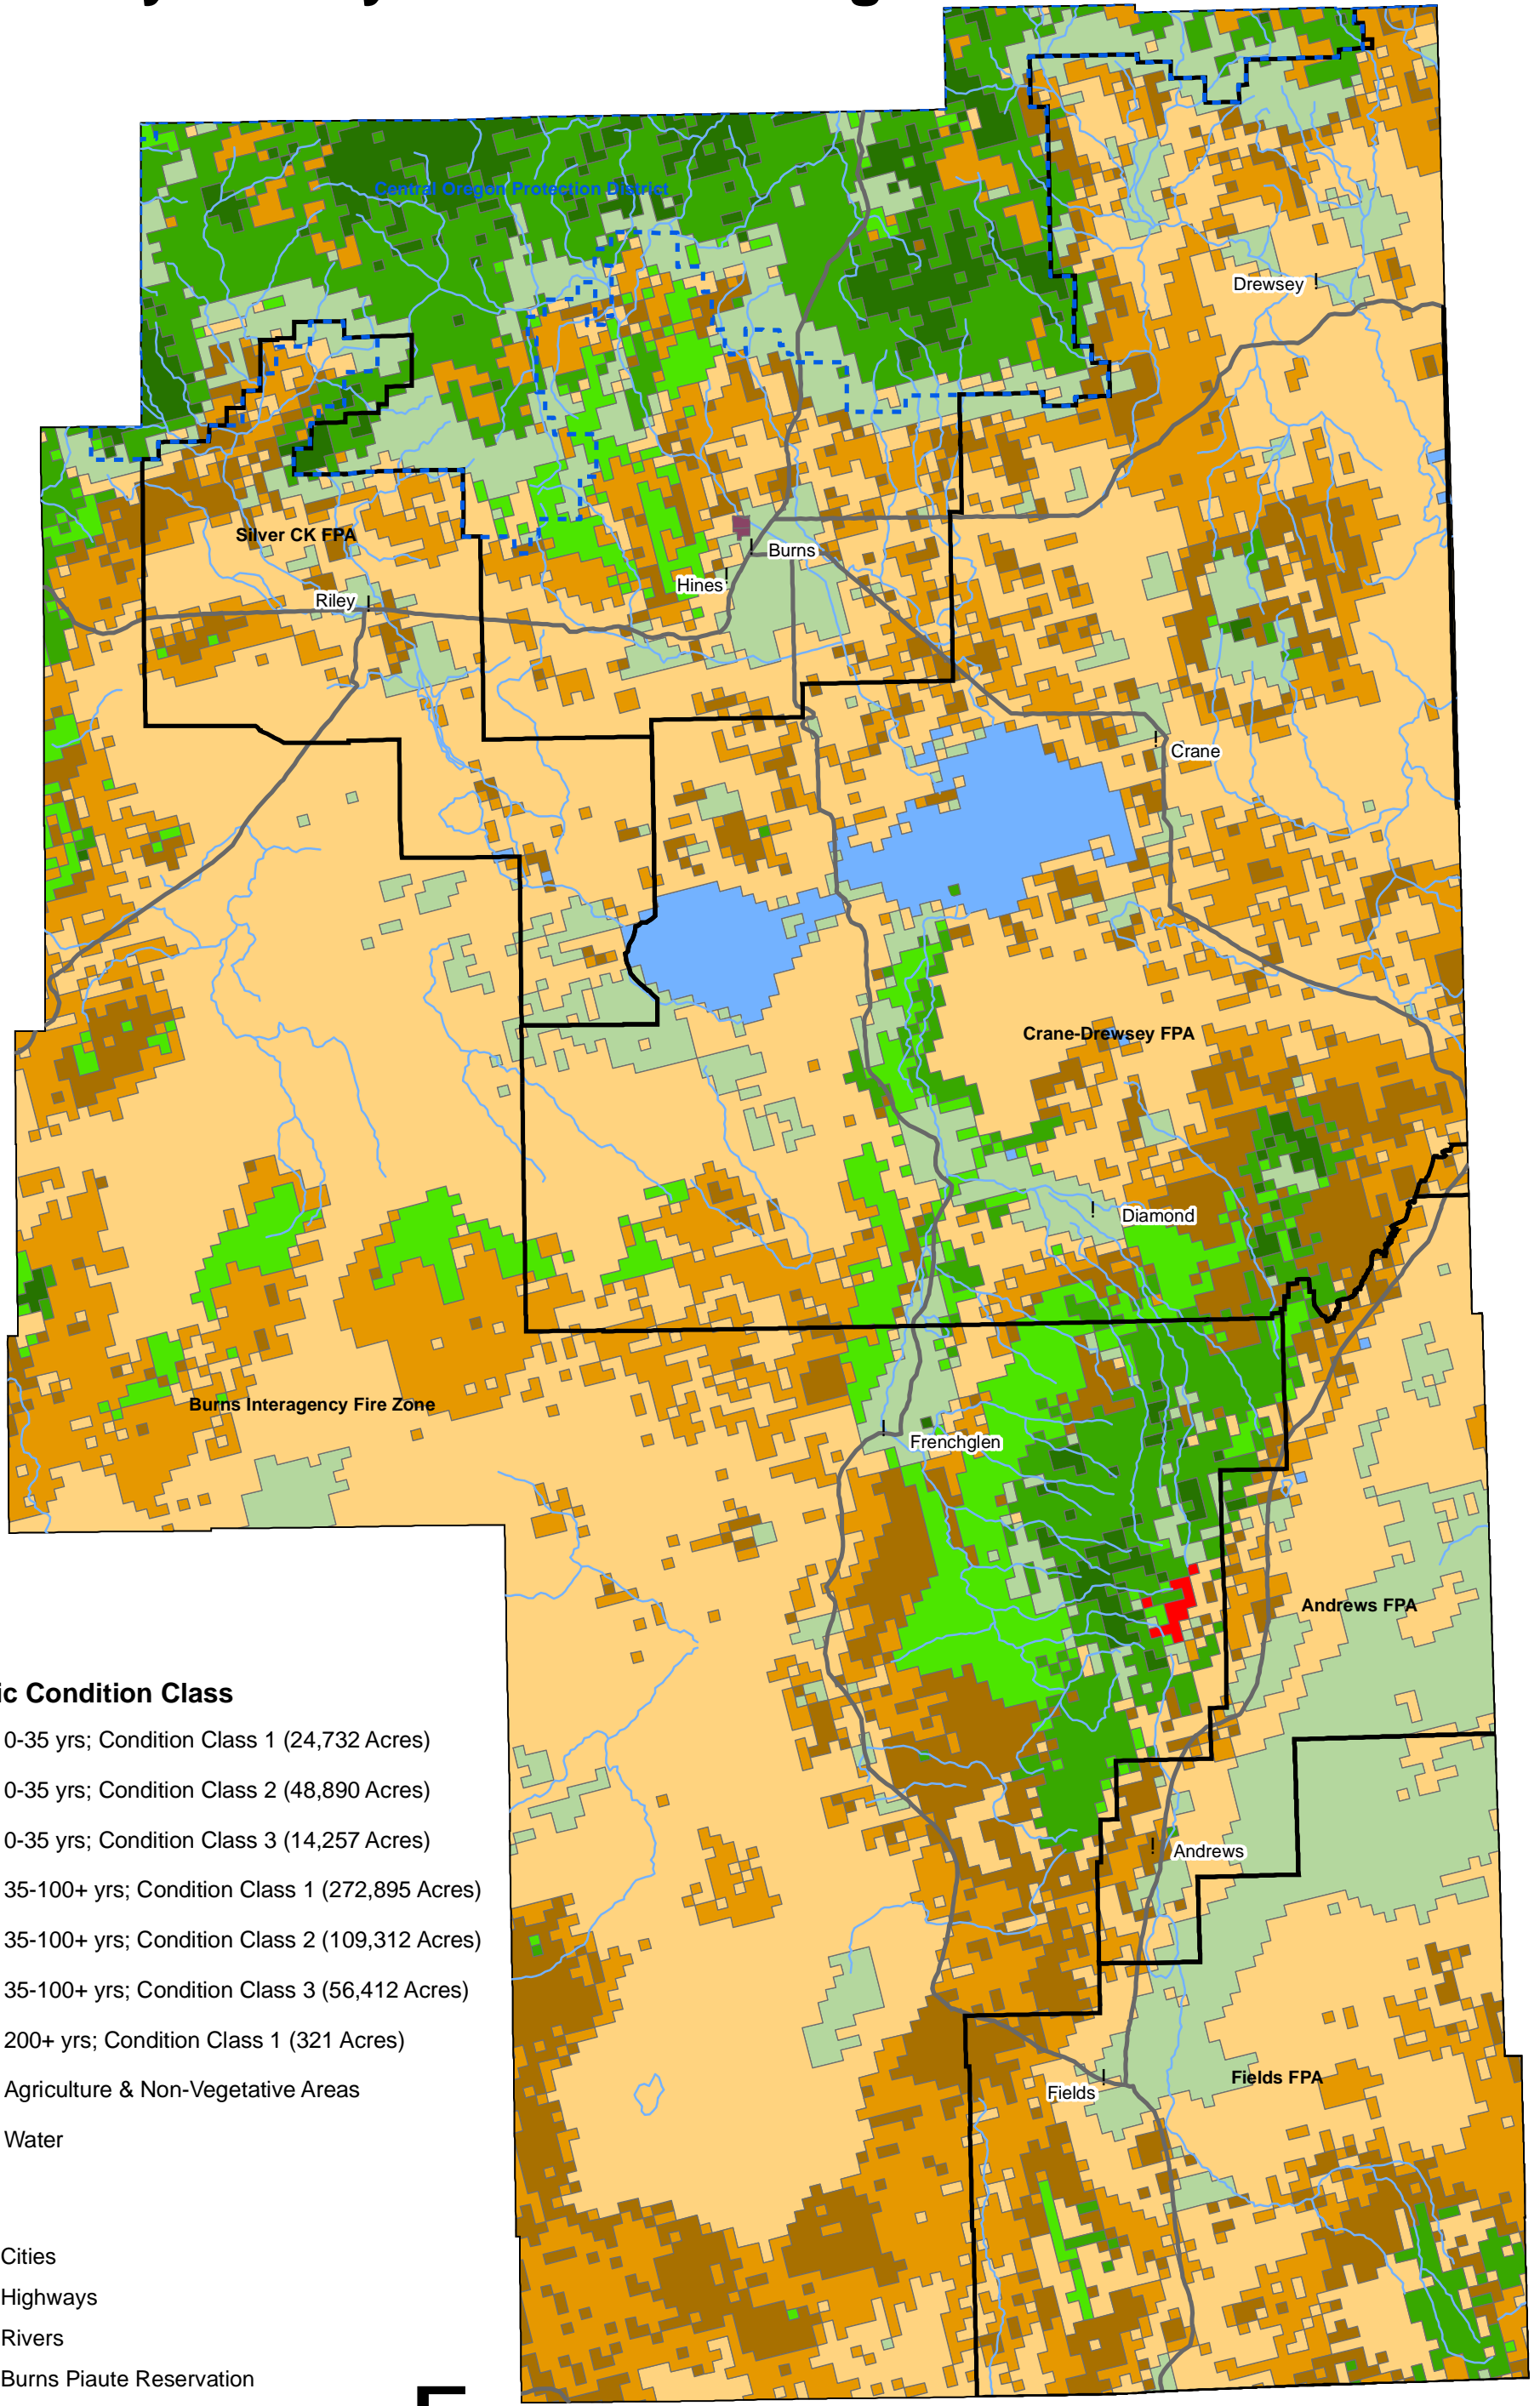 Central Oregon Protection District
Drewsey
Silver CK FPA
Burns
Hines
Riley
Crane
Crane-Drewsey FPA
Diamond
Burns Interagency Fire Zone
Frenchglen
Andrews FPA
ic Condition Class
0-35 yrs; Condition Class 1 (24,732 Acres)
0-35 yrs; Condition Class 2 (48,890 Acres)
0-35 yrs; Condition Class 3 (14,257 Acres)
Andrews
35-100+ yrs; Condition Class 1 (272,895 Acres)
35-100+ yrs; Condition Class 2 (109,312 Acres)
35-100+ yrs; Condition Class 3 (56,412 Acres)
200+ yrs; Condition Class 1 (321 Acres)
Fields FPA
Fields
Agriculture & Non-Vegetative Areas
Water
Cities
Highways
Rivers
Burns Piaute Reservation